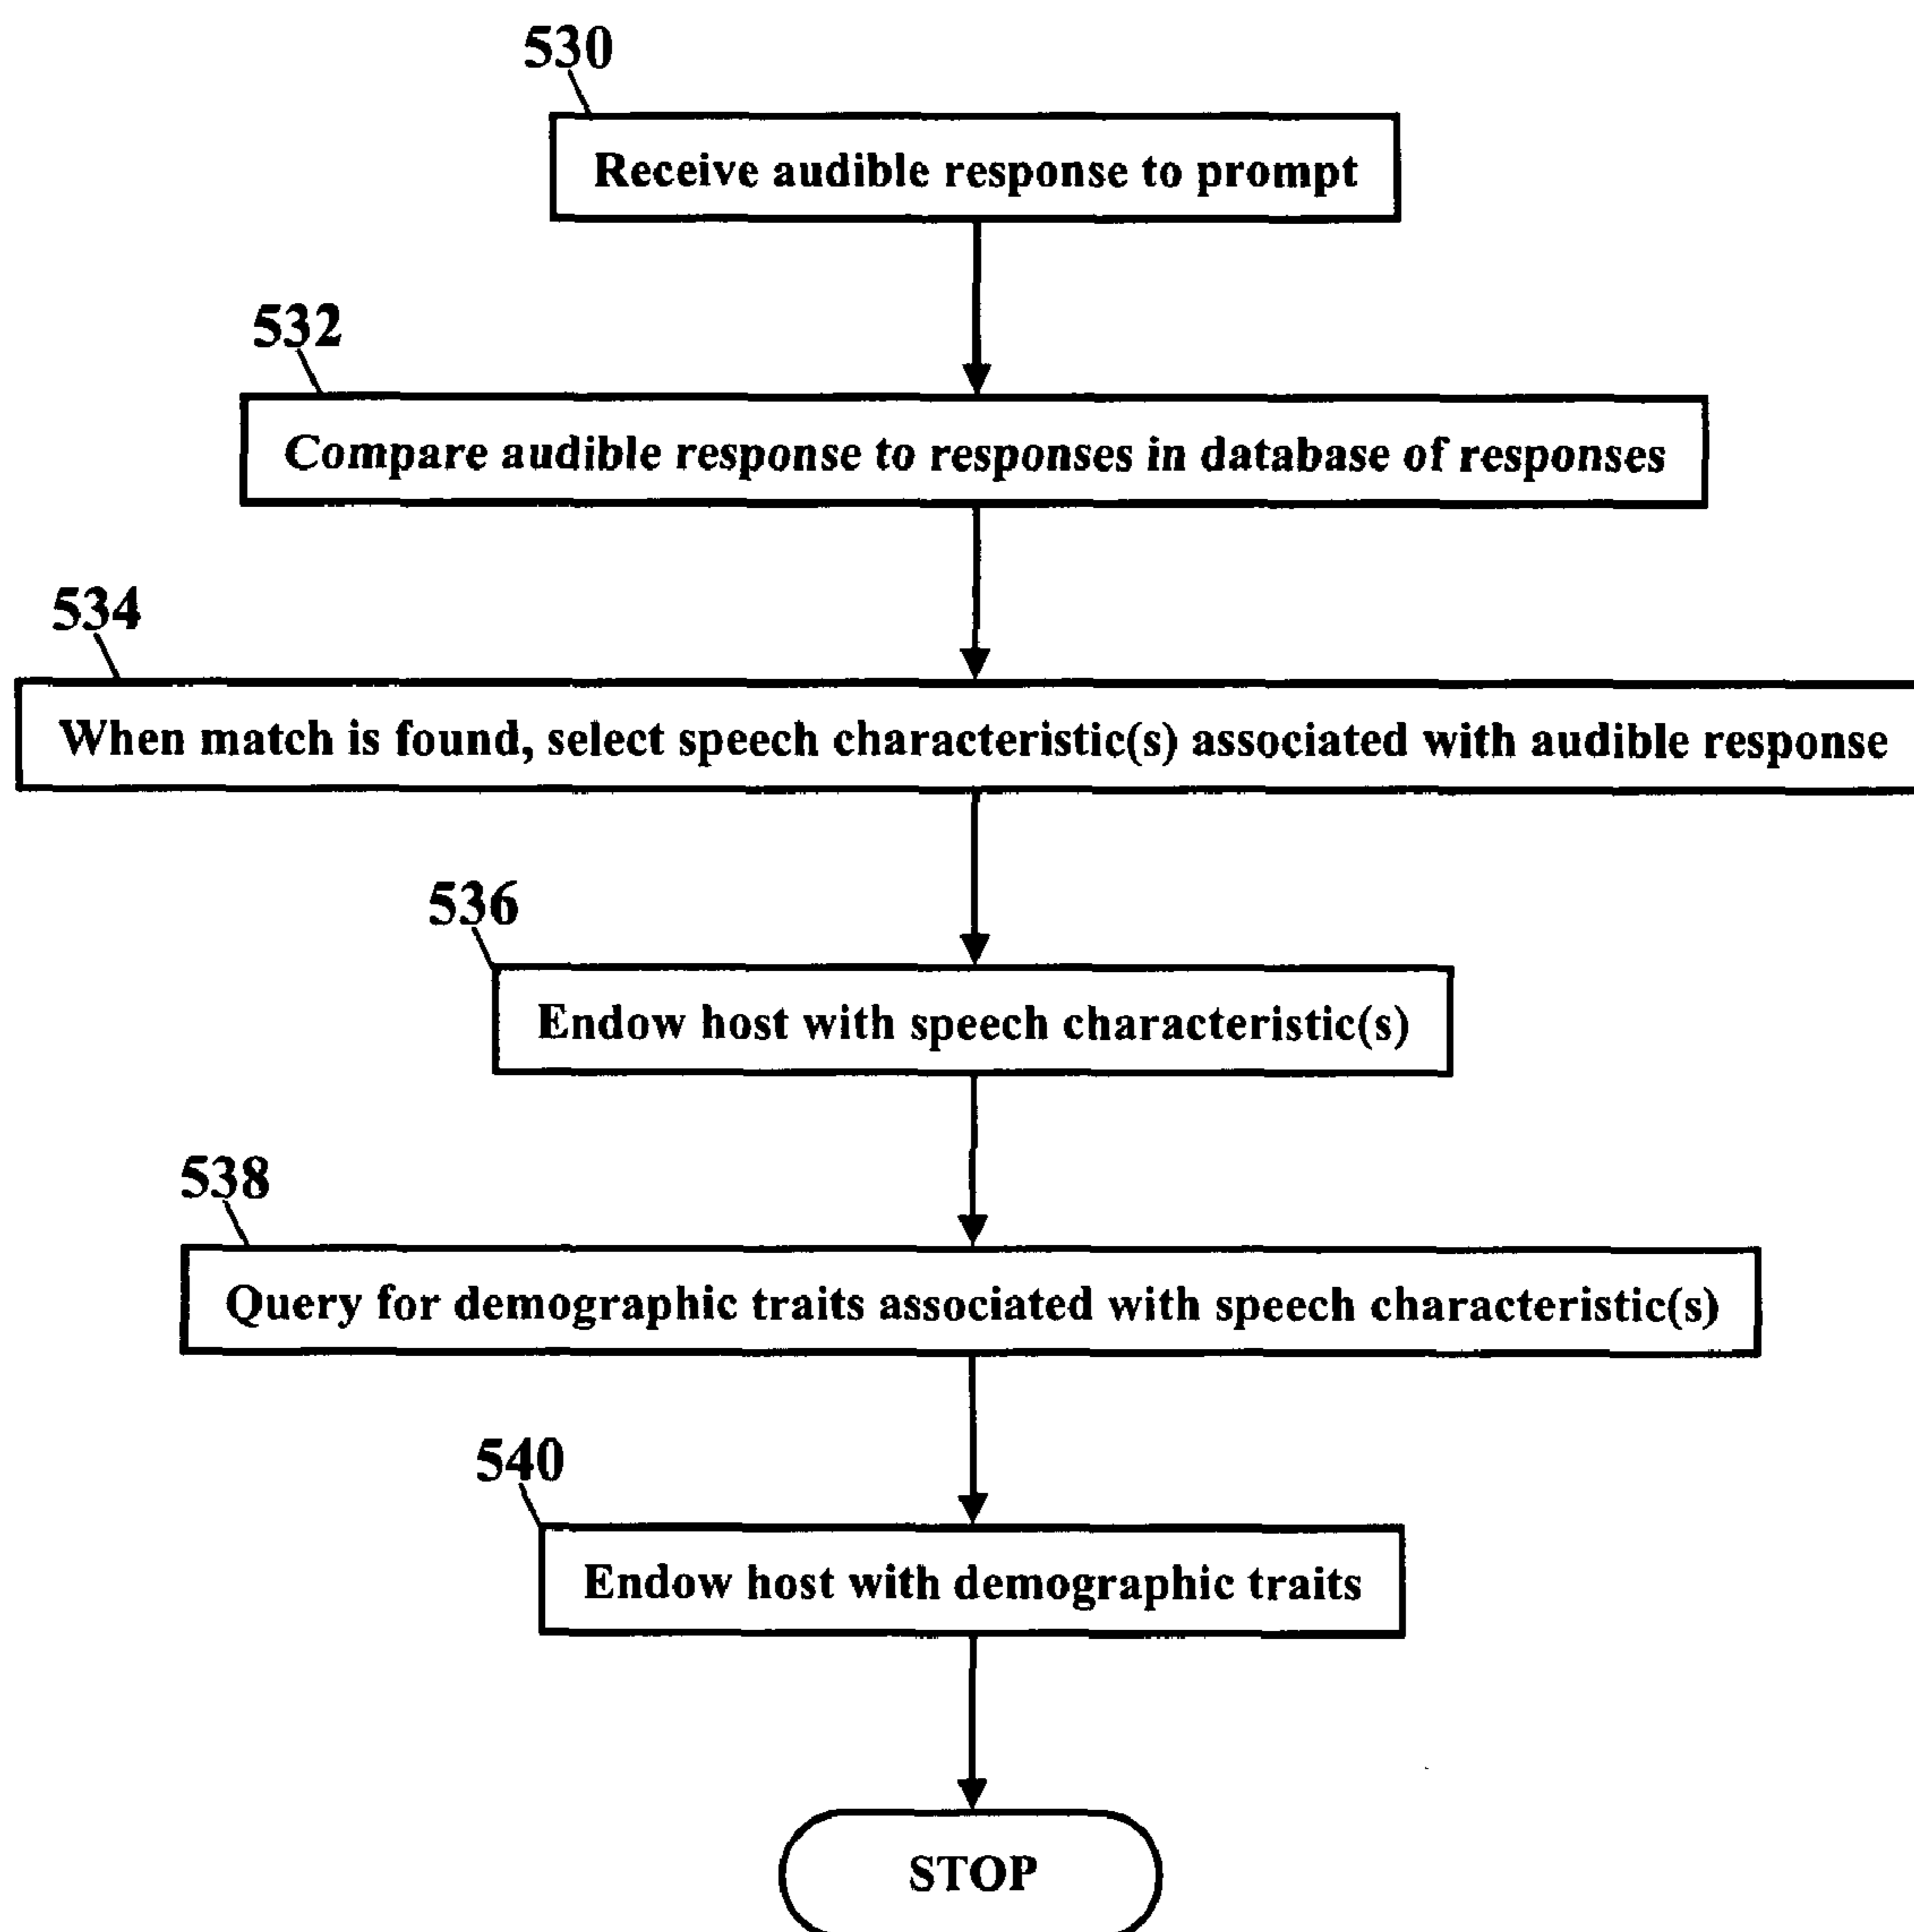 530
Receive audible response to prompt
532
Compare audible response to responses in database of responses
534
When match is found, select speech characteristic(s) associated with audible response
536
Endow host with speech characteristic(s)
538
Query for demographic traits associated with speech characteristic(s)
540
Endow host with demographic traits
STOP